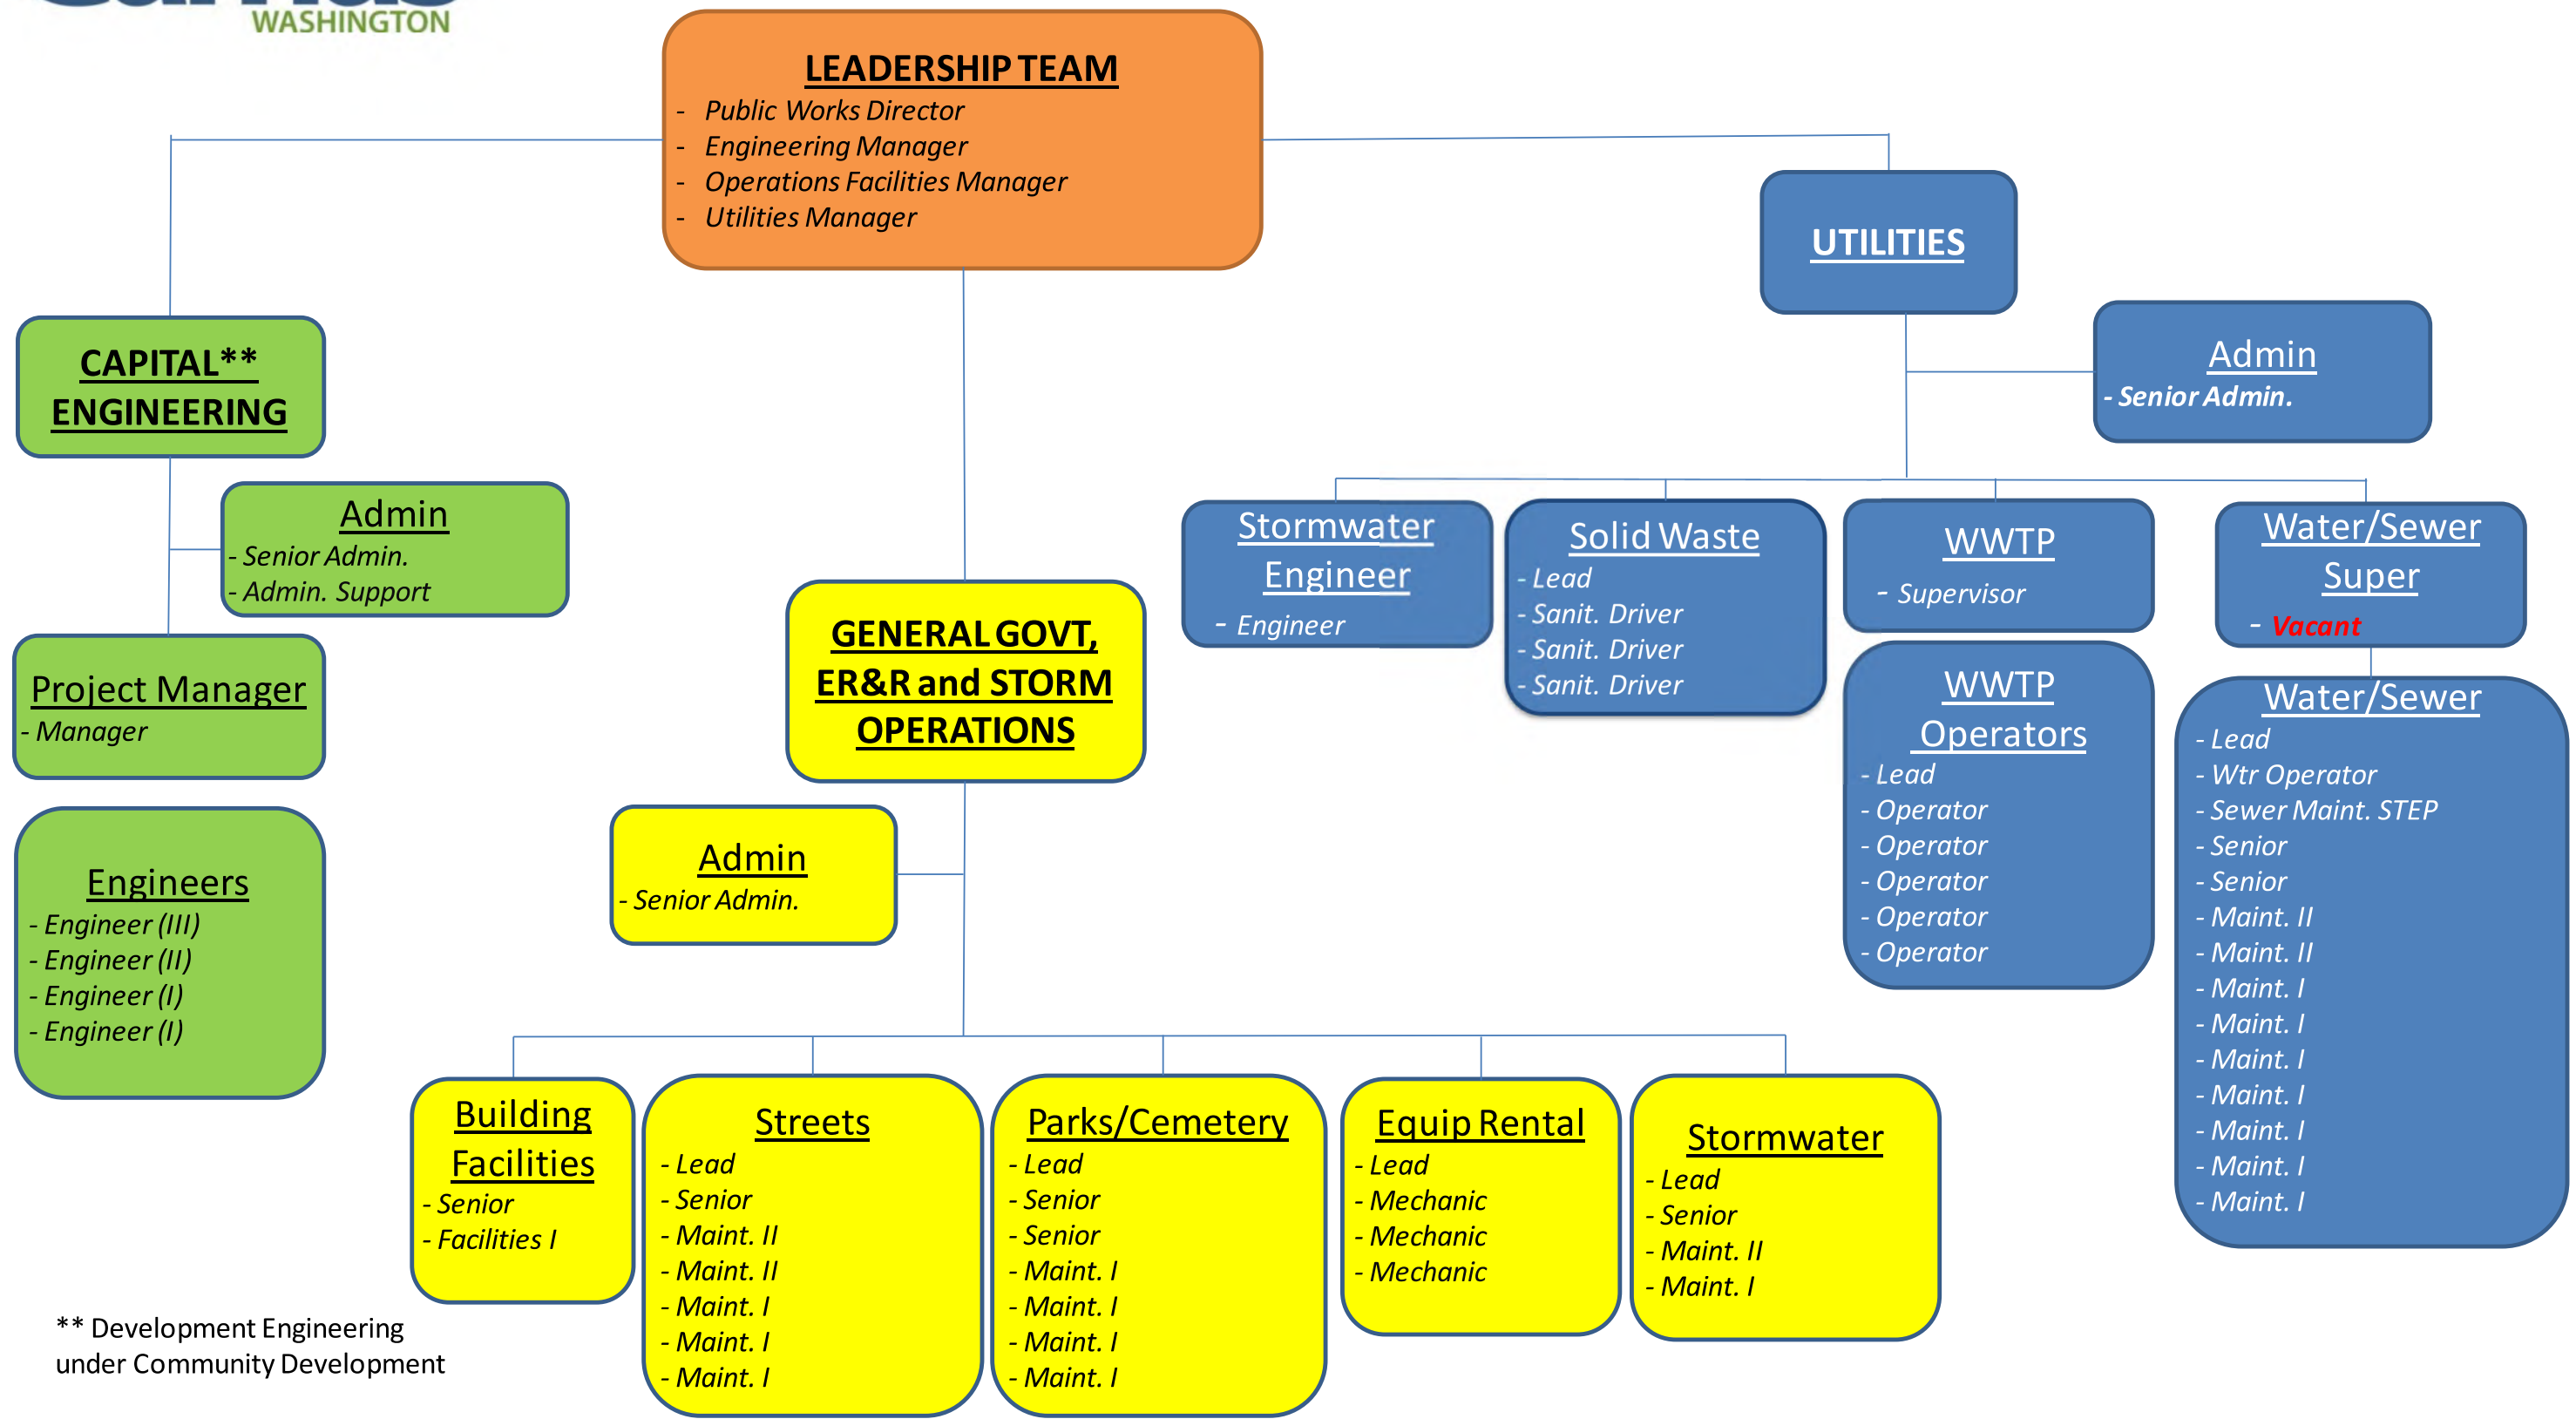 WASHINGTON
LEADERSHIP TEAM
- Public Works Director
- Engineering Manager
- Operations Facilities Manager
- Utilities Manager
UTILITIES
Admin
- Senior Admin.
CAPITAL**
ENGINEERING
Admin
- Senior Admin.
- Admin. Support
Project Manager
- Manager
Engineers
- Engineer (III)
- Engineer (II)
- Engineer (I)
- Engineer (I)
GENERAL GOVT,
ER&R and STORM
OPERATIONS
Admin
- Senior Admin.
Stormwater
Engineer
- Engineer
Solid Waste
- Lead
- Sanit. Driver
- Sanit. Driver
- Sanit. Driver
WWTP
- Supervisor
WWTP
Operators
- Lead
- Operator
- Operator
- Operator
- Operator
- Operator
Water/Sewer
Super
- Vacant
Water/Sewer
- Lead
- Wtr Operator
- Sewer Maint. STEP
- Senior
- Senior
- Maint. II
- Maint. II
- Maint. I
- Maint. I
- Maint. I
- Maint. I
- Maint. I
- Maint. I
- Maint. I
Building
Facilities
- Senior
- Facilities I
Streets
- Lead
- Senior
- Maint. II
- Maint. II
- Maint. I
- Maint. I
- Maint. I
Parks/Cemetery
- Lead
- Senior
- Senior
- Maint. I
- Maint. I
- Maint. I
- Maint. I
Equip Rental
- Lead
- Mechanic
- Mechanic
- Mechanic
Stormwater
- Lead
- Senior
- Maint. II
- Maint. I
** Development Engineering
under Community Development